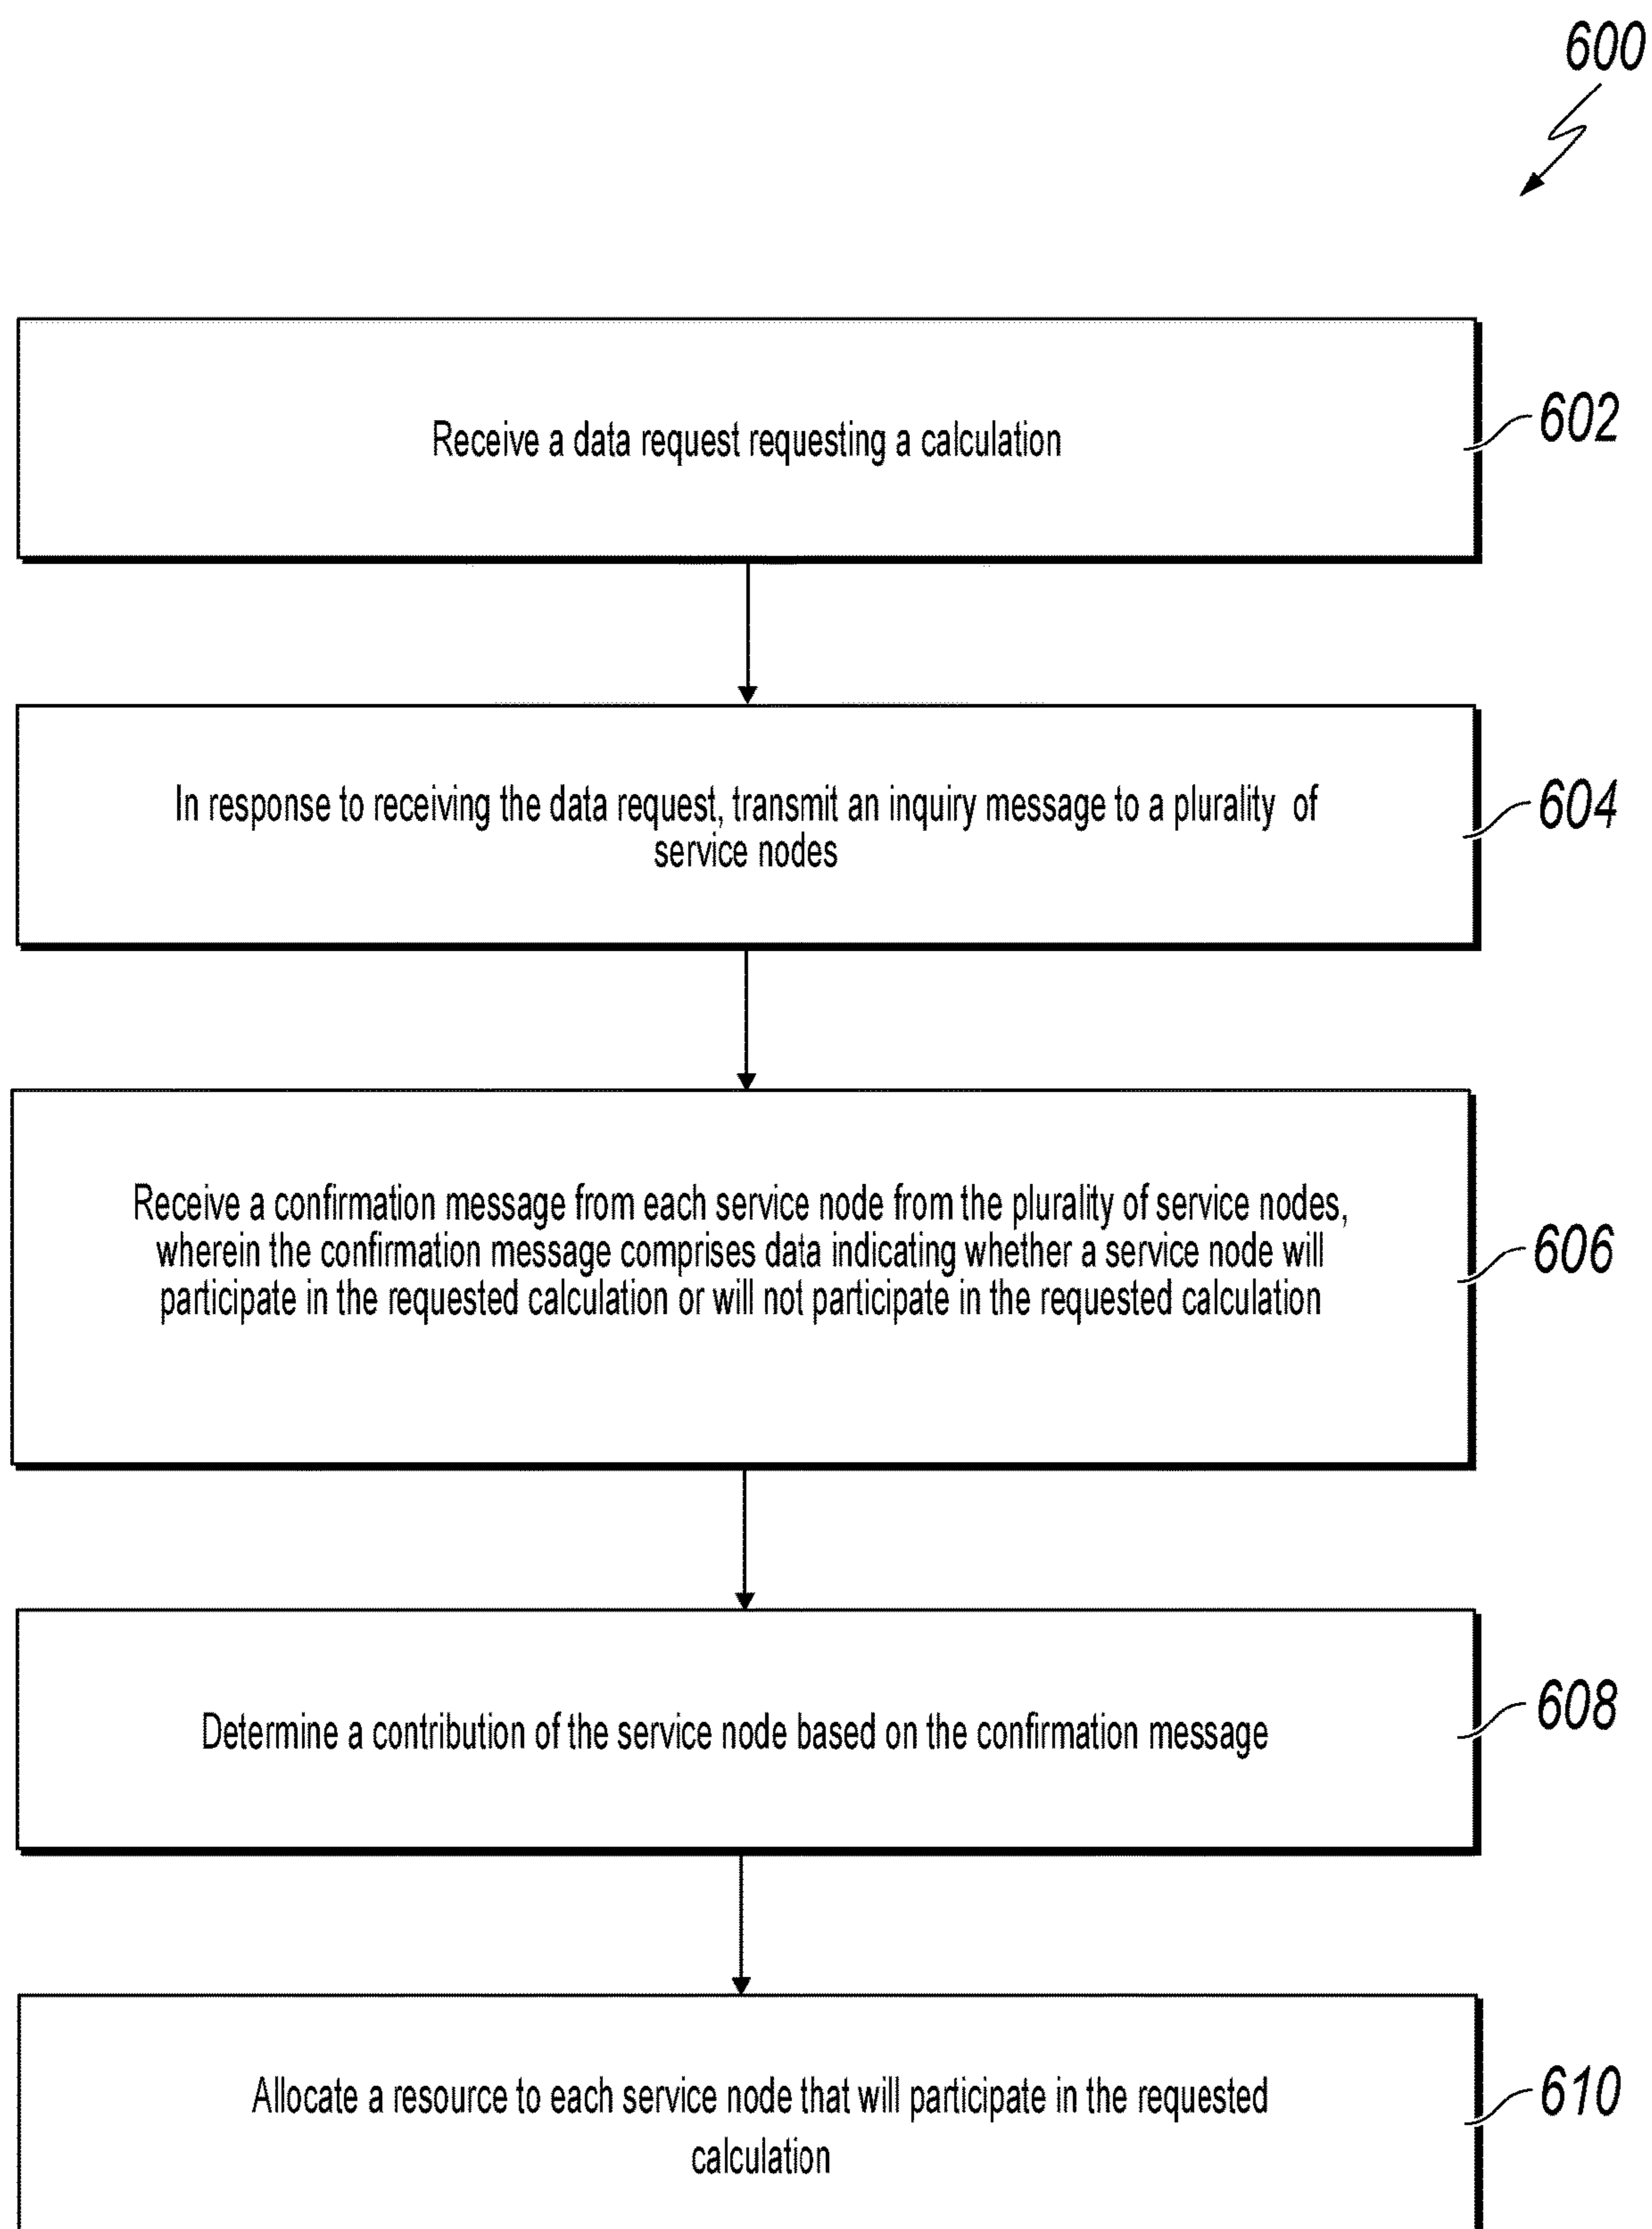 600
Receive a data request requesting a calculation
602
In response to receiving the data request, transmit an inquiry message to a plurality of
service nodes
604
Receive a confirmation message from each service node from the plurality of service nodes,
wherein the confirmation message comprises data indicating whether a service node will
participate in the requested calculation or will not participate in the requested calculation
606
Determine a contribution of the service node based on the confirmation message
608
Allocate a resource to each service node that will participate in the requested
calculation
610